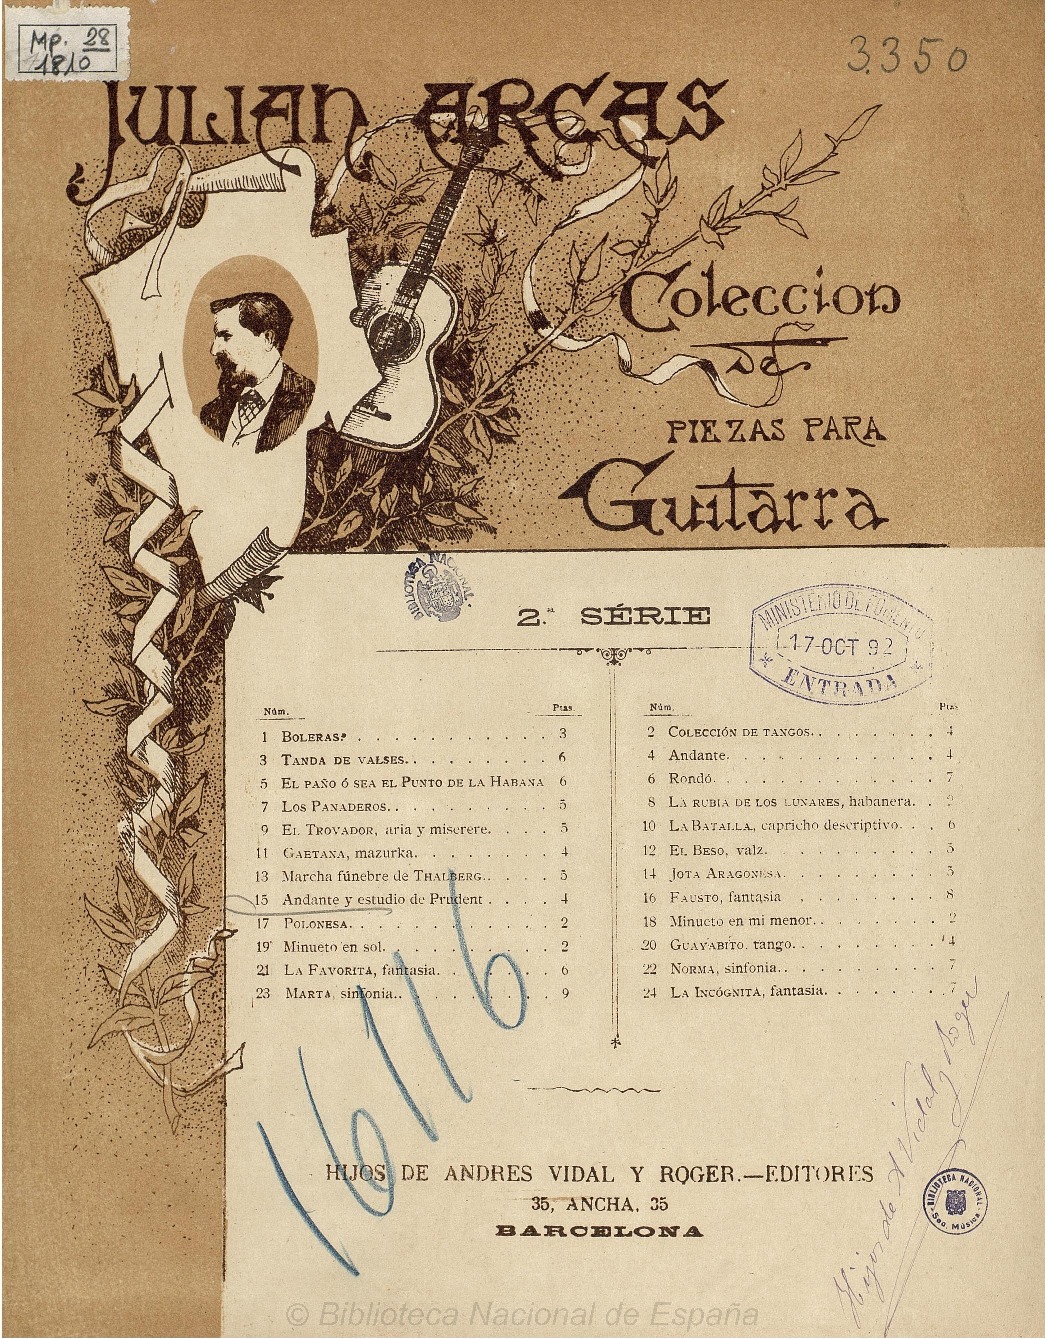 Mp. 28
1810
3.350
JULIAN ARCAS
Coleccion
de
PIEZAS PARA
Guitarra
BIBLIOTECA NACIONAL
2.ª SÉRIE
MINISTERIO DE FOMENTO
17-OCT 92
ENTRADA
Núm. Ptas.
1 BOLERAS. . . . . . . . . . . . 3
3 TANDA DE VALSES. . . . . . . . . 6
5 EL PAÑO Ó SEA EL PUNTO DE LA HABANA 6
7 LOS PANADEROS. . . . . . . . . . 5
9 EL TROVADOR, aria y miserere. . . . . 5
11 GAETANA, mazurka. . . . . . . . 4
13 Marcha fúnebre de THALBERG. . . . . 5
15 Andante y estudio de Prudent . . . . 4
17 POLONESA. . . . . . . . . . . . 2
19 Minueto en sol. . . . . . . . . . 2
21 LA FAVORITA, fantasia. . . . . . . 6
23 MARTA, sinfonia. . . . . . . . . 9
Núm. Ptas
2 COLECCIÓN DE TANGOS. . . . . . . . 4
4 Andante. . . . . . . . . . . . 4
6 Rondó. . . . . . . . . . . . . 7
8 LA RUBIA DE LOS LUNARES, habanera. . .
10 LA BATALLA, capricho descriptivo. . . 6
12 EL BESO, valz. . . . . . . . . . 5
14 JOTA ARAGONESA. . . . . . . . . 5
16 FAUSTO, fantasia . . . . . . . . 8
18 Minueto en mi menor. . . . . . . . 2
20 GUAYABITO, tango. . . . . . . . . 4
22 NORMA, sinfonia. . . . . . . . . 7
24 LA INCÓGNITA, fantasia. . . . . . . 7
16116
HIJOS DE ANDRES VIDAL Y ROGER.—EDITORES
35, ANCHA, 35
BARCELONA
Hijos de A Vidal y Roger
BIBLIOTECA NACIONAL
Sec. Música
© Biblioteca Nacional de España